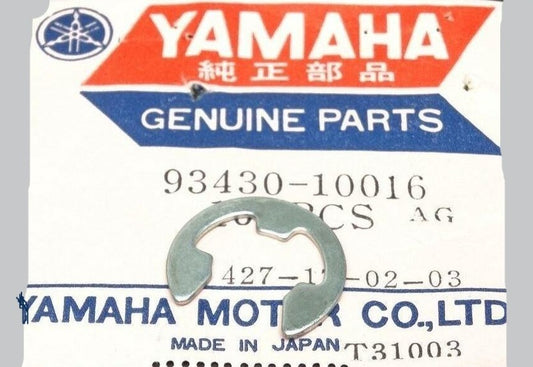 YAMAHA
純正部品
GENUINE PARTS
93430-10016
PCS AG
427-1 -02-03
YAMAHA MOTOR CO.,LTD
MADE IN JAPAN T31003